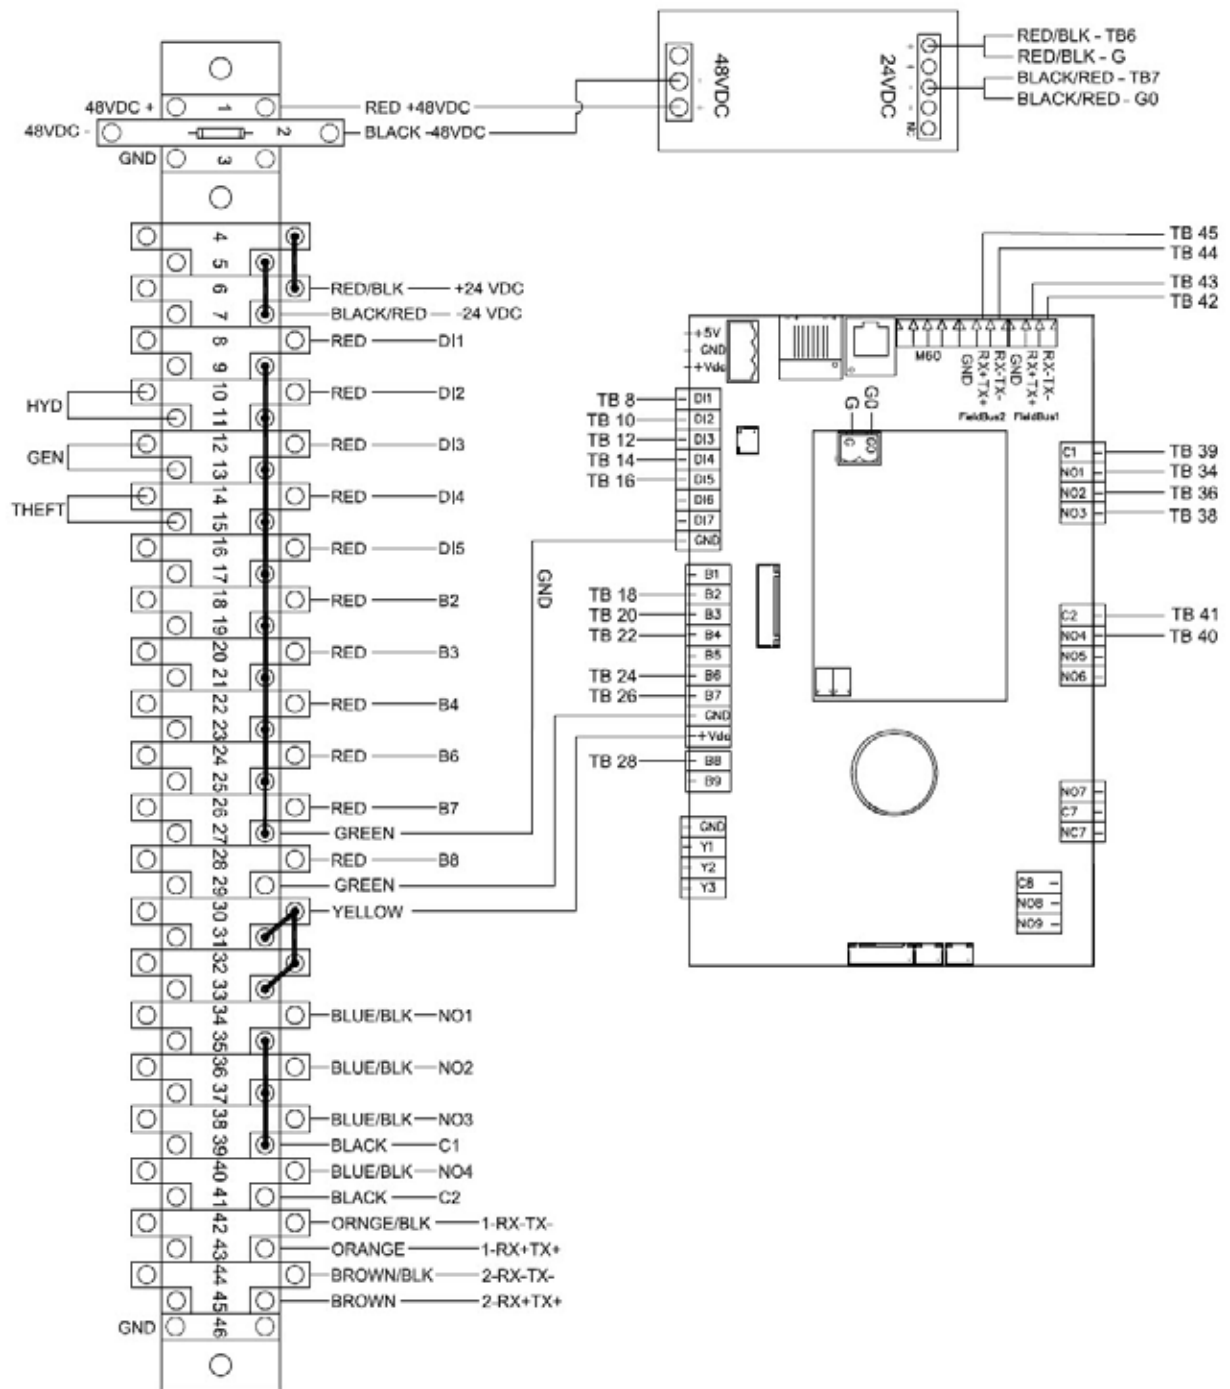 48VDC +
1
RED +48VDC
48VDC -
2
BLACK -48VDC
GND
3
48VDC
24VDC
+
+
-
-
NC
RED/BLK - TB6
RED/BLK - G
BLACK/RED - TB7
BLACK/RED - G0
4
5
6
RED/BLK +24 VDC
7
BLACK/RED -24 VDC
8
RED DI1
9
10
RED DI2
HYD
11
12
RED DI3
GEN
13
14
RED DI4
THEFT
15
16
RED DI5
17
18
RED B2
19
20
RED B3
21
22
RED B4
23
24
RED B6
25
26
RED B7
27
GREEN
28
RED B8
29
GREEN
30
YELLOW
31
32
33
34
BLUE/BLK NO1
35
36
BLUE/BLK NO2
37
38
BLUE/BLK NO3
39
BLACK C1
40
BLUE/BLK NO4
41
BLACK C2
42
ORNGE/BLK 1-RX-TX-
43
ORANGE 1-RX+TX+
44
BROWN/BLK 2-RX-TX-
45
BROWN 2-RX+TX+
GND
46
GND
TB 45
TB 44
TB 43
TB 42
+5V
GND
+Vdc
M60
GND
RX+TX+
RX-TX-
GND
RX+TX+
RX-TX-
FieldBus2 FieldBus1
G
G0
G
G0
TB 8 DI1
TB 10 DI2
TB 12 DI3
TB 14 DI4
TB 16 DI5
DI6
DI7
GND
B1
TB 18 B2
TB 20 B3
TB 22 B4
B5
TB 24 B6
TB 26 B7
GND
+Vdc
TB 28 B8
B9
GND
Y1
Y2
Y3
C1 TB 39
NO1 TB 34
NO2 TB 36
NO3 TB 38
C2 TB 41
NO4 TB 40
NO5
NO6
NO7
C7
NC7
C8
NO8
NO9